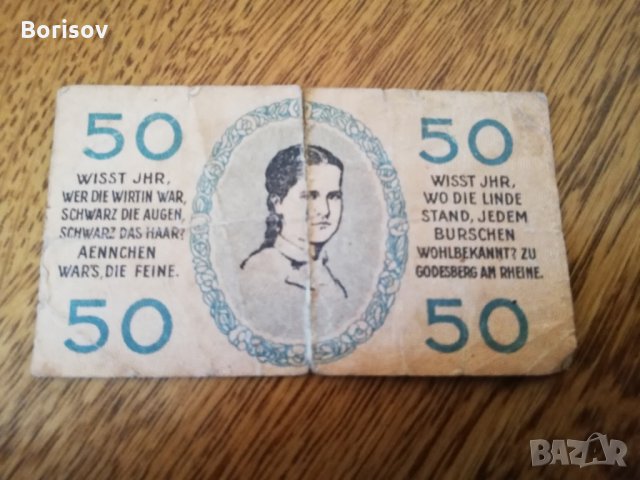 Borisov
50
WISST JHR,
WER DIE WIRTIN WAR,
SCHWARZ DIE AUGEN,
SCHWARZ DAS HAAR?
AENNCHEN
WAR'S, DIE FEINE.
50
50
WISST JHR,
WO DIE LINDE
STAND, JEDEM
BURSCHEN
WOHLBEKANNT? ZU
GODESBERG AM RHEINE.
50
BAZAR